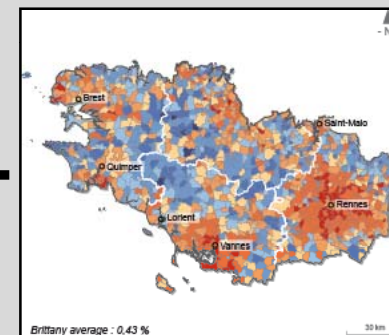 - N
Brest
Saint-Malo
Quimper
Rennes
Lorient
Vannes
Brittany average : 0,43 %
30 km